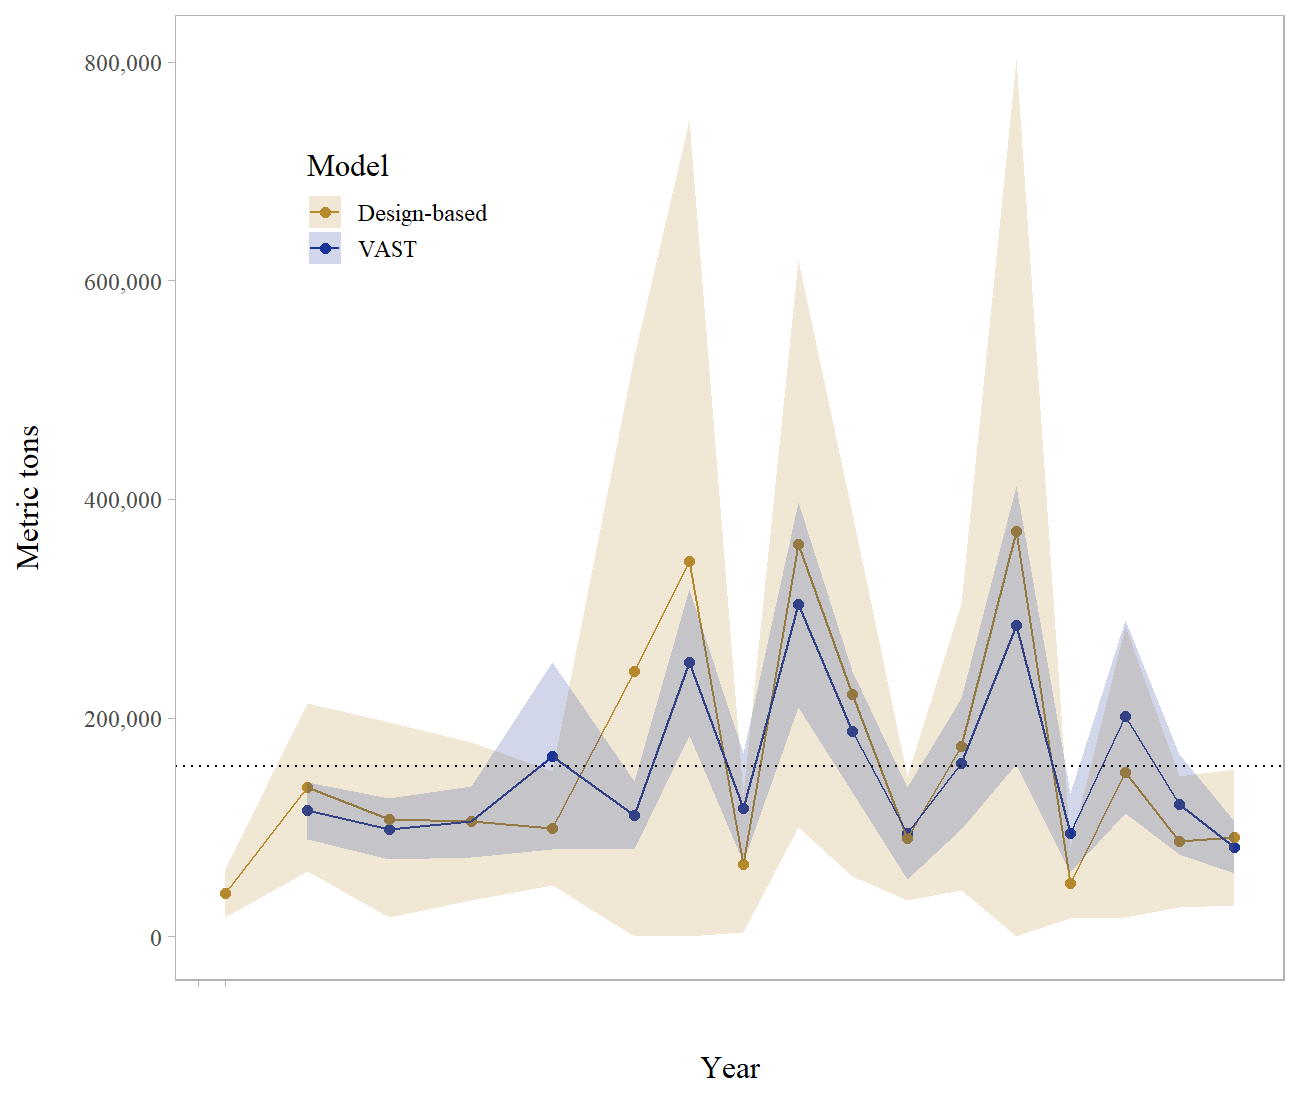 800,000
600,000
400,000
200,000
0
Metric tons
Model
Design-based
VAST
Year